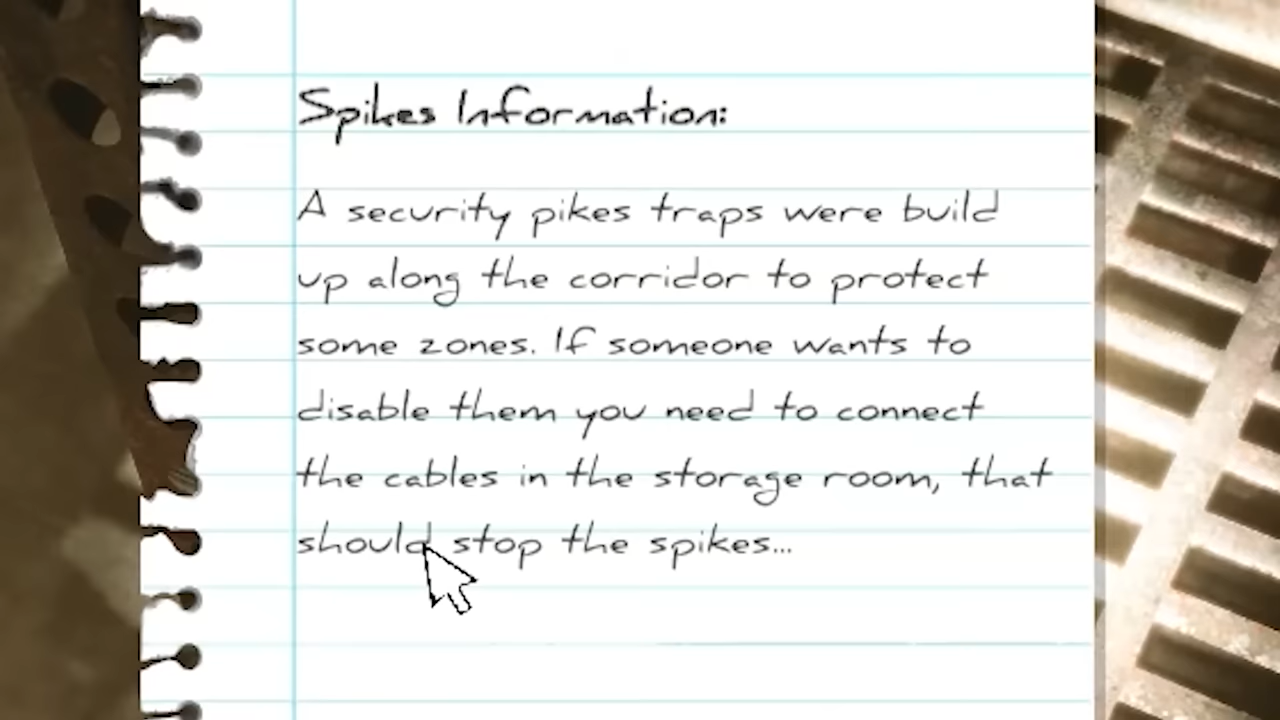 Spikes Information:
A security pikes traps were build
up along the corridor to protect
some zones. If someone wants to
disable them you need to connect
the cables in the storage room, that
should stop the spikes...